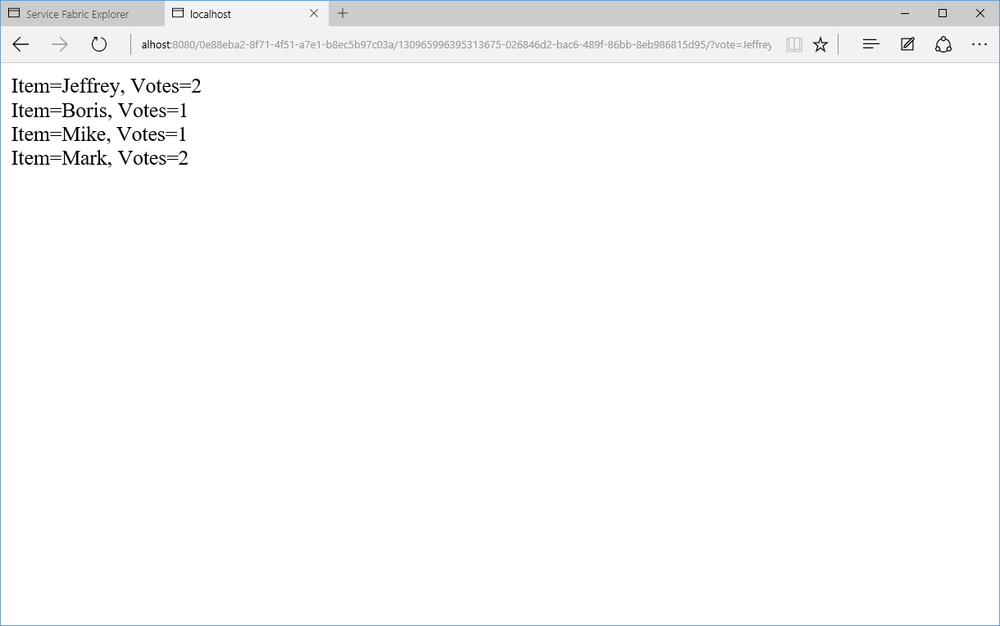 Service Fabric Explorer
localhost
alhost:8080/0e88eba2-8f71-4f51-a7e1-b8ec5b97c03a/130965996395313675-026846d2-bac6-489f-86bb-8eb986815d95/?vote=Jeffrey
Item=Jeffrey, Votes=2
Item=Boris, Votes=1
Item=Mike, Votes=1
Item=Mark, Votes=2